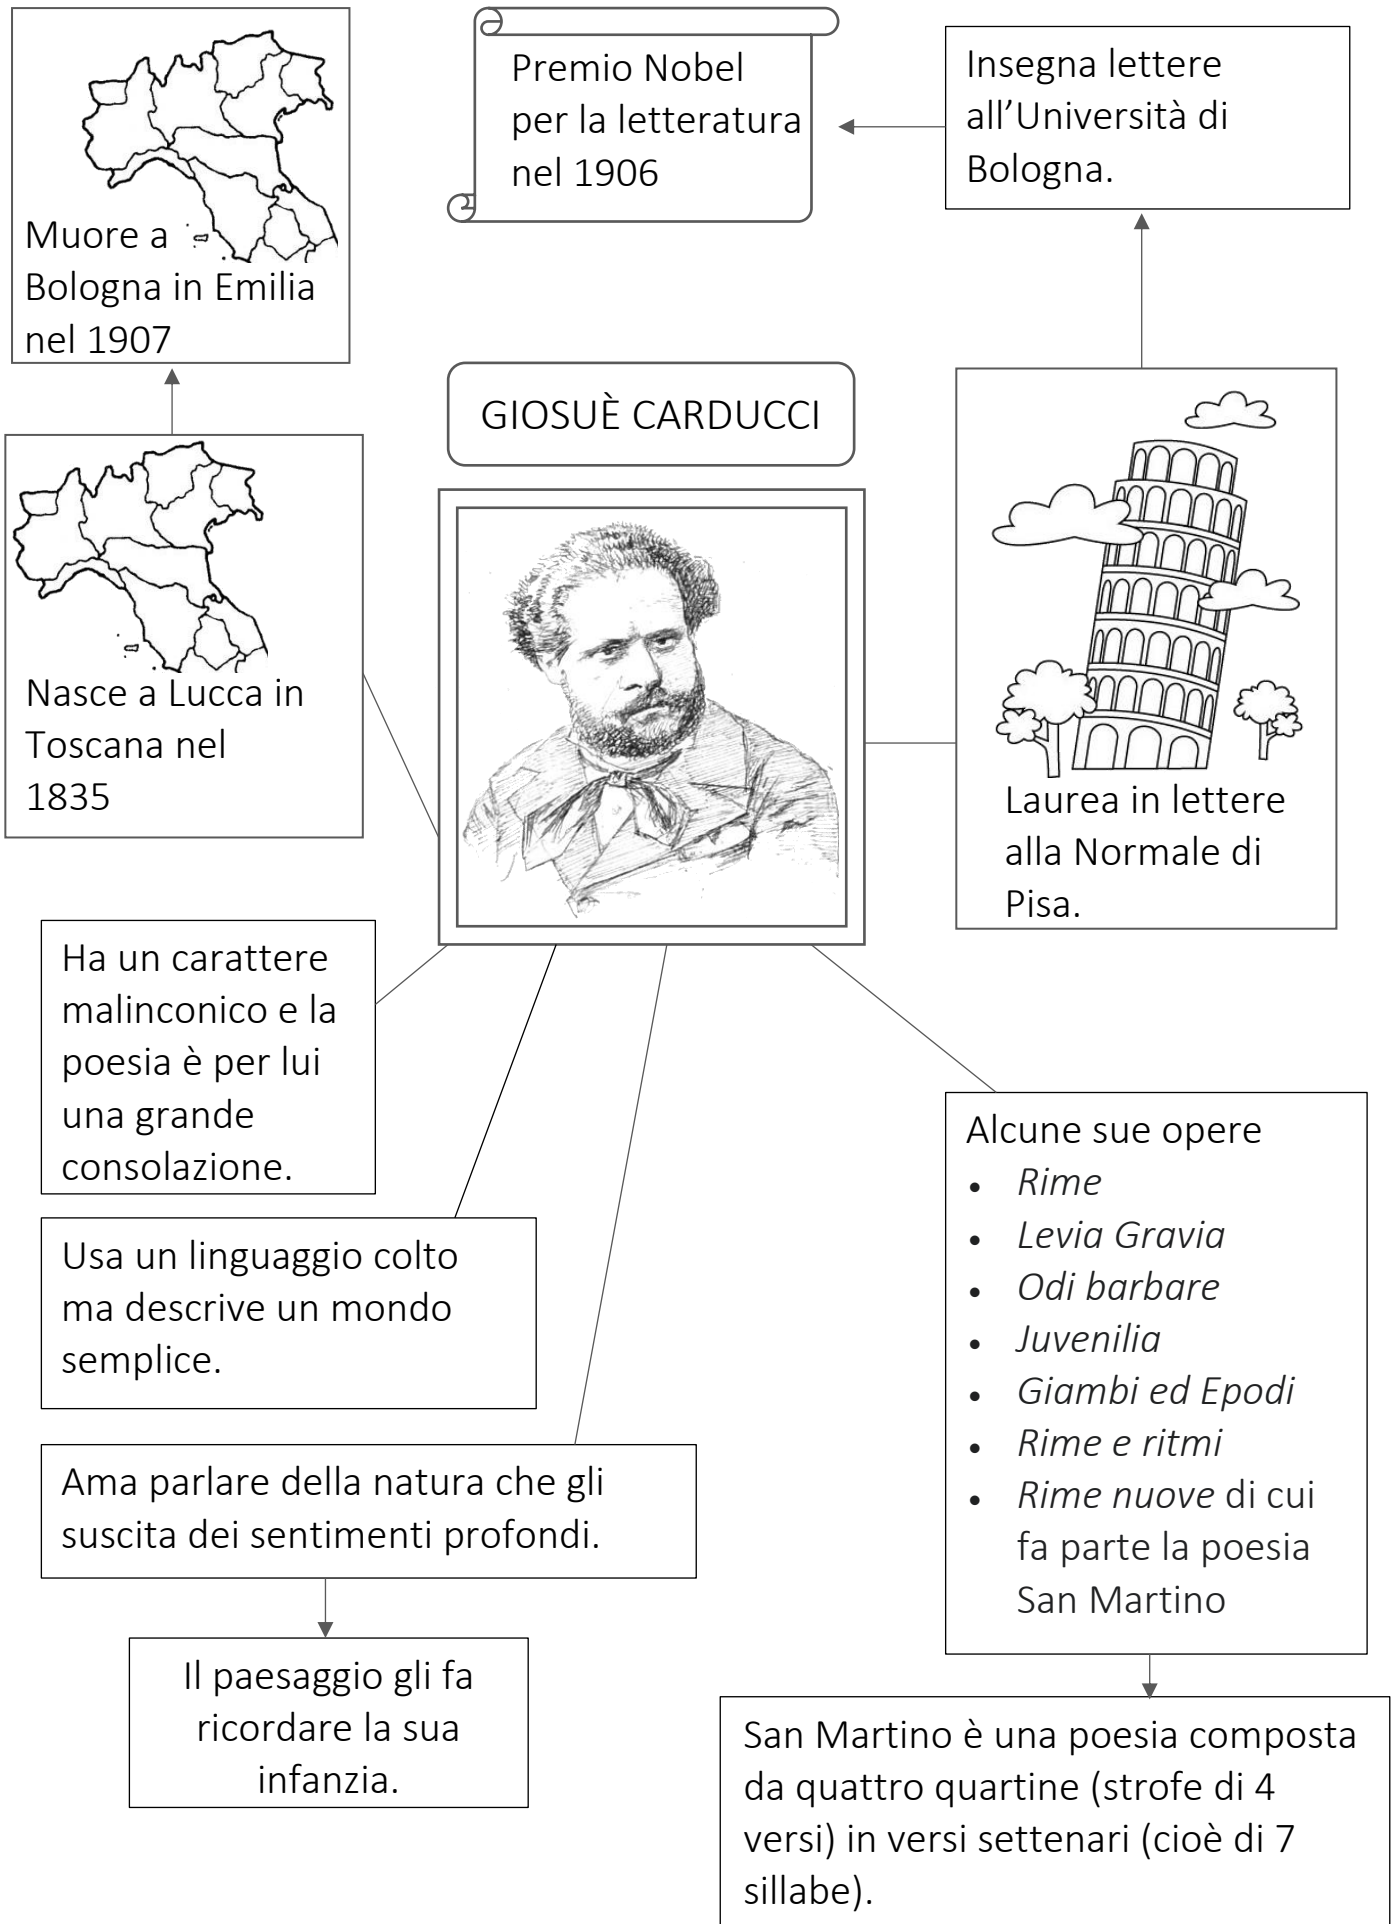 Muore a
Bologna in Emilia
nel 1907
Premio Nobel
per la letteratura
nel 1906
Insegna lettere
all’Università di
Bologna.
GIOSUÈ CARDUCCI
Nasce a Lucca in
Toscana nel
1835
Laurea in lettere
alla Normale di
Pisa.
Ha un carattere
malinconico e la
poesia è per lui
una grande
consolazione.
Usa un linguaggio colto
ma descrive un mondo
semplice.
Ama parlare della natura che gli
suscita dei sentimenti profondi.
Il paesaggio gli fa
ricordare la sua
infanzia.
Alcune sue opere
• Rime
• Levia Gravia
• Odi barbare
• Juvenilia
• Giambi ed Epodi
• Rime e ritmi
• Rime nuove di cui
fa parte la poesia
San Martino
San Martino è una poesia composta
da quattro quartine (strofe di 4
versi) in versi settenari (cioè di 7
sillabe).